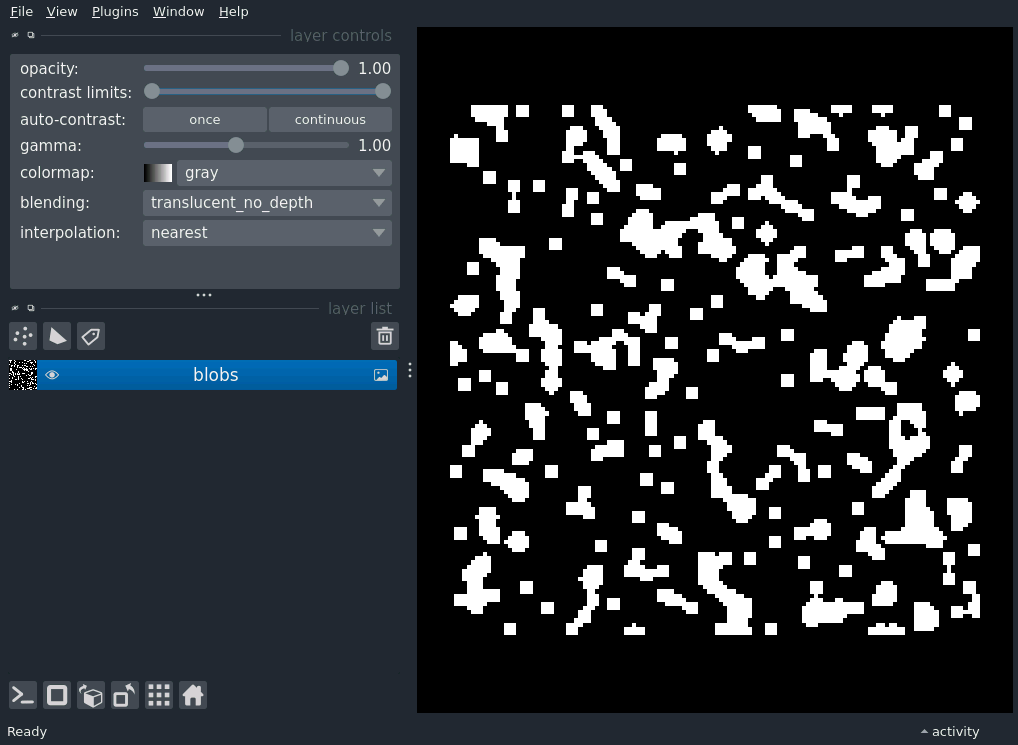 File View Plugins Window Help
layer controls
opacity: 1.00
contrast limits:
auto-contrast: once continuous
gamma: 1.00
colormap: gray
blending: translucent_no_depth
interpolation: nearest
layer list
blobs
Ready activity